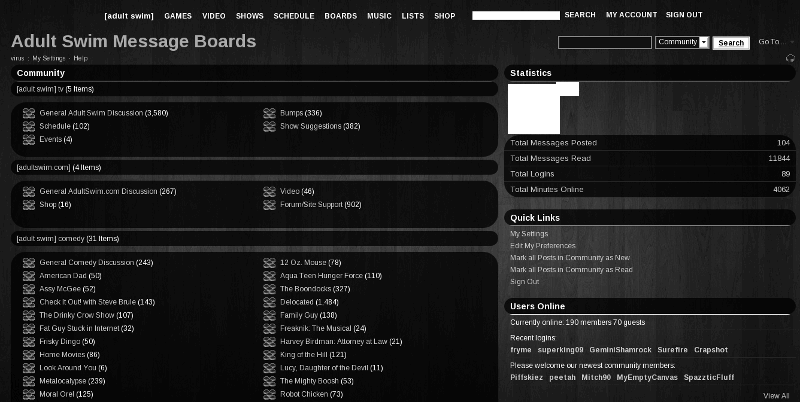 [adult swim] GAMES VIDEO SHOWS SCHEDULE BOARDS MUSIC LISTS SHOP SEARCH MY ACCOUNT SIGN OUT
Adult Swim Message Boards
Community Search Go To...
virus : My Settings · Help
Community
[adult swim] tv (5 Items)
General Adult Swim Discussion (3,580) Bumps (336)
Schedule (102) Show Suggestions (382)
Events (4)
[adultswim.com] (4 Items)
General AdultSwim.com Discussion (267) Video (46)
Shop (16) Forum/Site Support (902)
[adult swim] comedy (31 Items)
General Comedy Discussion (243) 12 Oz. Mouse (78)
American Dad (50) Aqua Teen Hunger Force (110)
Assy McGee (52) The Boondocks (327)
Check It Out! with Steve Brule (143) Delocated (1,484)
The Drinky Crow Show (107) Family Guy (138)
Fat Guy Stuck in Internet (32) Freaknik: The Musical (24)
Frisky Dingo (50) Harvey Birdman: Attorney at Law (21)
Home Movies (86) King of the Hill (121)
Look Around You (6) Lucy, Daughter of the Devil (11)
Metalocalypse (239) The Mighty Boosh (53)
Moral Orel (125) Robot Chicken (73)
Statistics
Total Messages Posted 104
Total Messages Read 11844
Total Logins 89
Total Minutes Online 4062
Quick Links
My Settings
Edit My Preferences
Mark all Posts in Community as New
Mark all Posts in Community as Read
Sign Out
Users Online
Currently online: 190 members 70 guests
Recent logins:
fryme superking09 GeminiShamrock Surefire Crapshot
Please welcome our newest community members:
Piffskiez peetah Mitch90 MyEmptyCanvas SpazzticFluff
View All